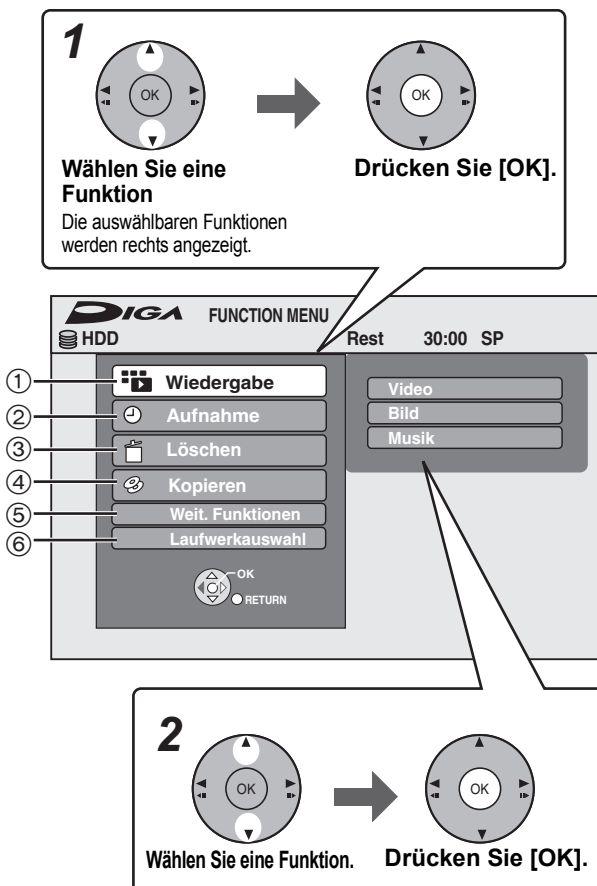 1
OK
OK
Wählen Sie eine
Funktion
Drücken Sie [OK].
Die auswählbaren Funktionen
werden rechts angezeigt.
DIGA FUNCTION MENU
HDD Rest 30:00 SP
① Wiedergabe
② Aufnahme
③ Löschen
④ Kopieren
⑤ Weit. Funktionen
⑥ Laufwerkauswahl
Video
Bild
Musik
OK
RETURN
2
OK
OK
Wählen Sie eine Funktion.
Drücken Sie [OK].